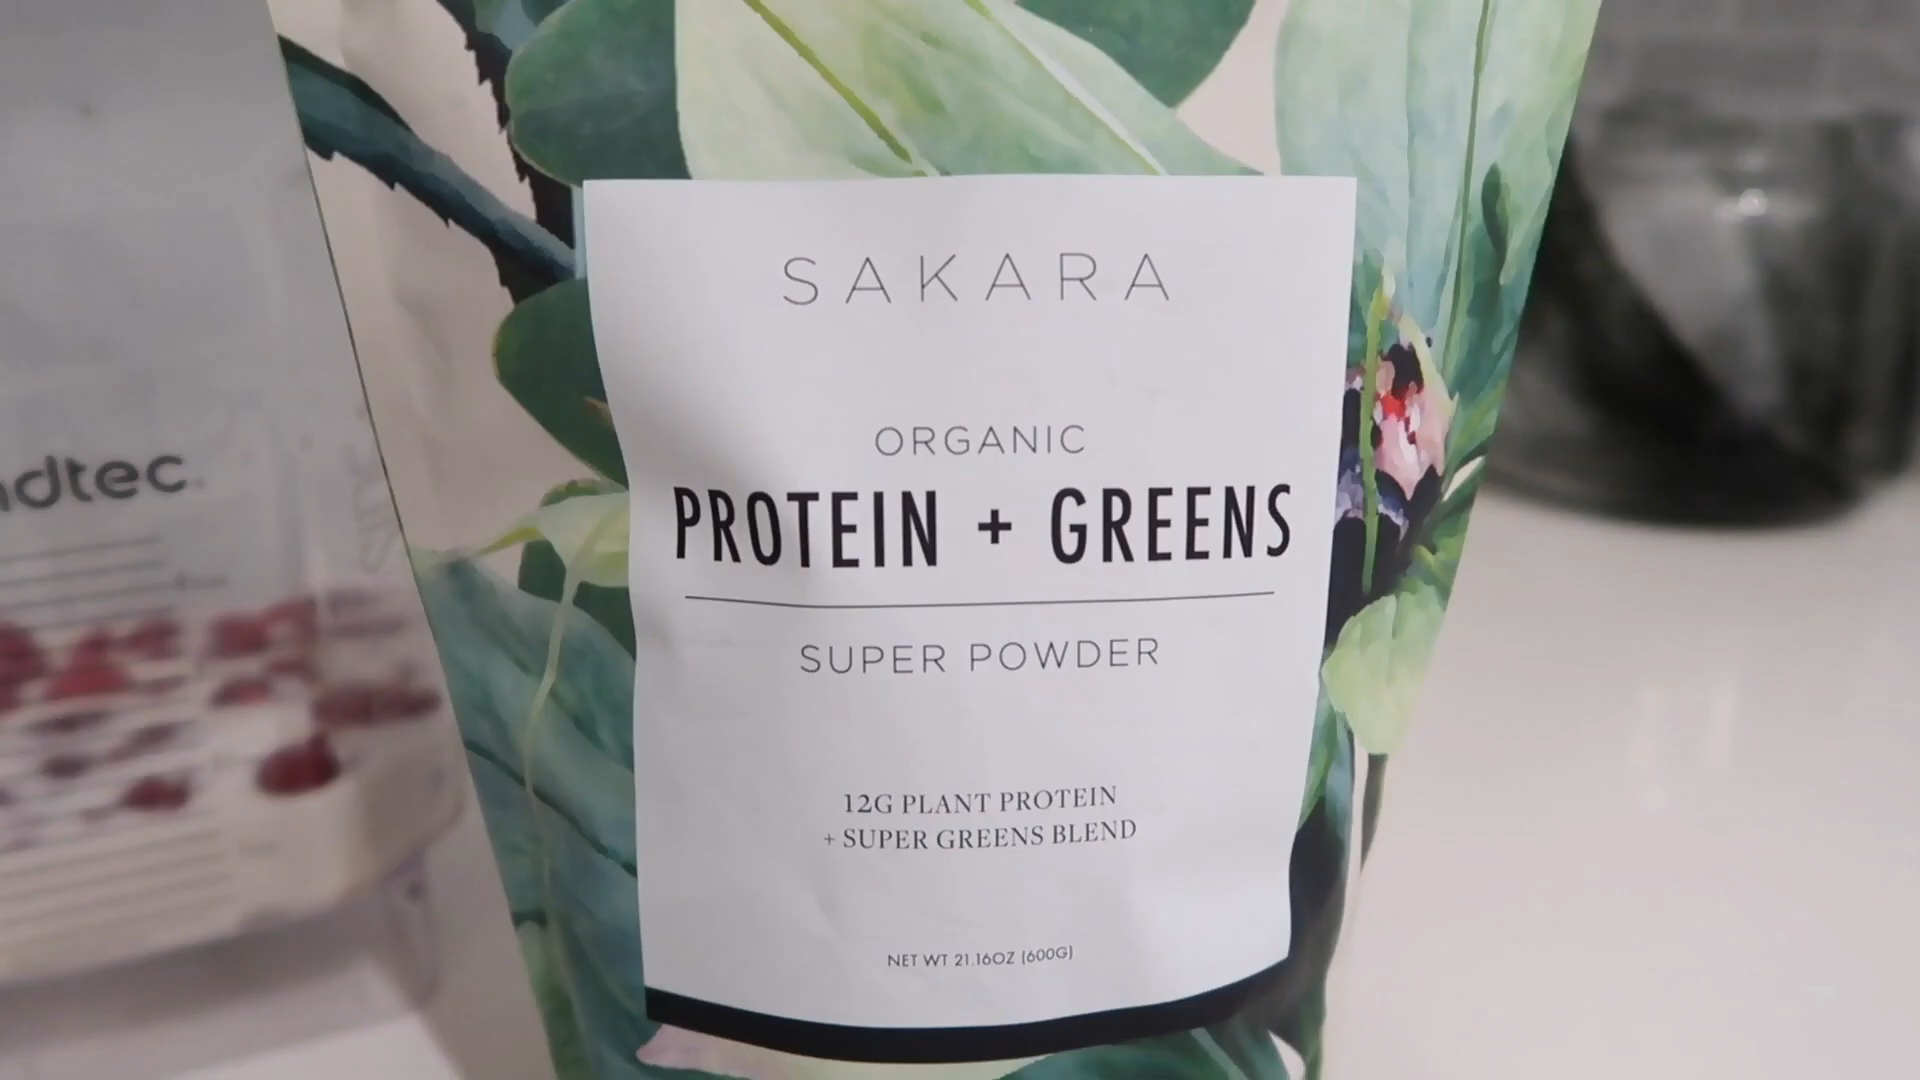 SAKARA
ORGANIC
PROTEIN + GREENS
SUPER POWDER
12G PLANT PROTEIN
+ SUPER GREENS BLEND
NET WT 21.16OZ (600G)
ndtec.